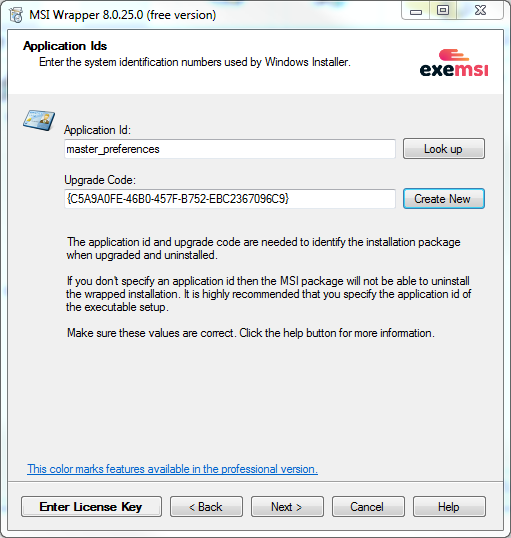 MSI Wrapper 8.0.25.0 (free version)
Application Ids
Enter the system identification numbers used by Windows Installer.
exemsi
Application Id:
master_preferences
Look up
Upgrade Code:
{C5A9A0FE-46B0-457F-B752-EBC2367096C9}
Create New
The application id and upgrade code are needed to identify the installation package
when upgraded and uninstalled.
If you don't specify an application id then the MSI package will not be able to uninstall
the wrapped installation. It is highly recommended that you specify the application id of
the executable setup.
Make sure these values are correct. Click the help button for more information.
This color marks features available in the professional version.
Enter License Key
< Back
Next >
Cancel
Help